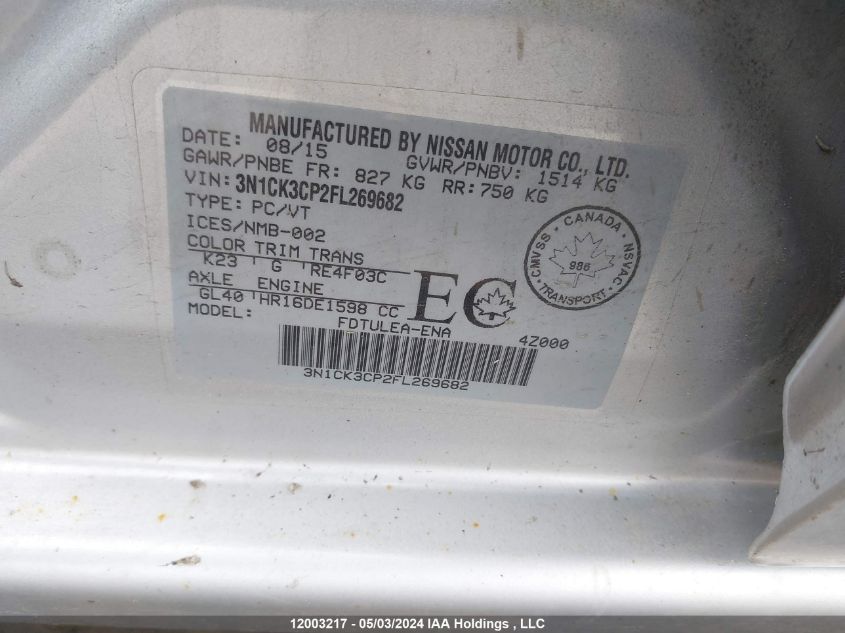 MANUFACTURED BY NISSAN MOTOR CO., LTD.
DATE: 08/15 GVWR/PNBV: 1514 KG
GAWR/PNBE FR: 827 KG RR: 750 KG
VIN: 3N1CK3CP2FL269682
TYPE: PC/VT
ICES/NMB-002
COLOR TRIM TRANS
K23 G RE4F03C
AXLE ENGINE
GL40 HR16DE1598 CC
MODEL: FDTULEA-ENA 4Z000
EC
CMVSS CANADA NSVAC
986
TRANSPORT
3N1CK3CP2FL269682
12003217 - 05/03/2024 IAA Holdings , LLC